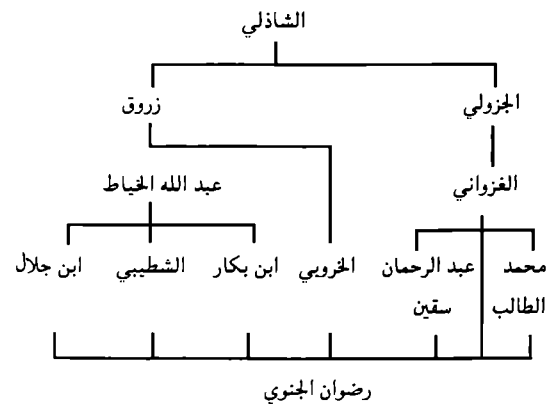 الشاذلي
الجزولي زروق
الغزواني عبد الله الخياط
محمد عبد الرحمان الخروبي ابن بكار الشطيبي ابن جلال
الطالب سقين
رضوان الجنوي